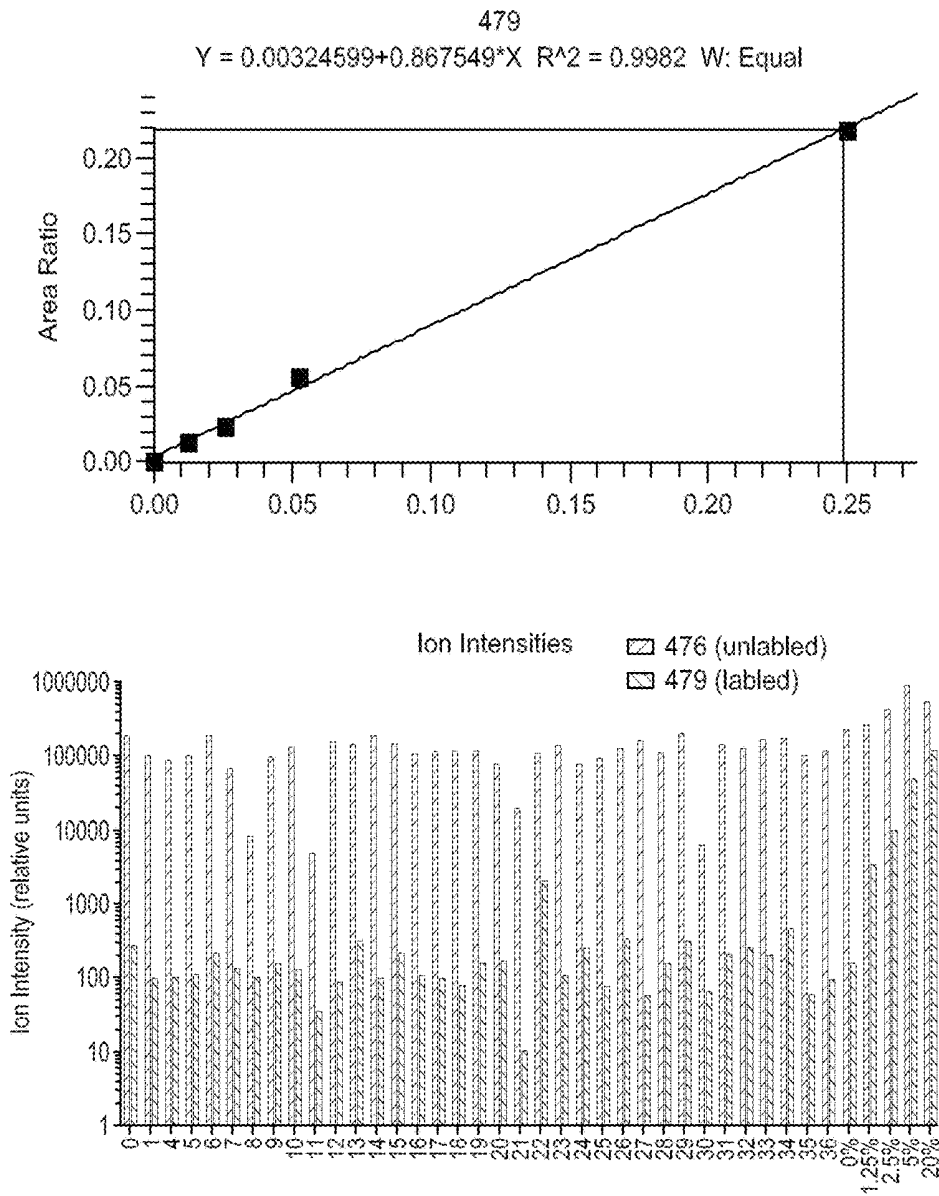 479
Y = 0.00324599+0.867549*X R^2 = 0.9982 W: Equal
Area Ratio
0.20
0.15
0.10
0.05
0.00
0.00 0.05 0.10 0.15 0.20 0.25
Ion Intensities
476 (unlabled)
479 (labled)
Ion Intensity (relative units)
1000000
100000
10000
1000
100
10
1
0 1 4 5 6 7 8 9 10 11 12 13 14 15 16 17 18 19 20 21 22 23 24 25 26 27 28 29 30 31 32 33 34 35 36 0% 1.25% 2.5% 5% 20%